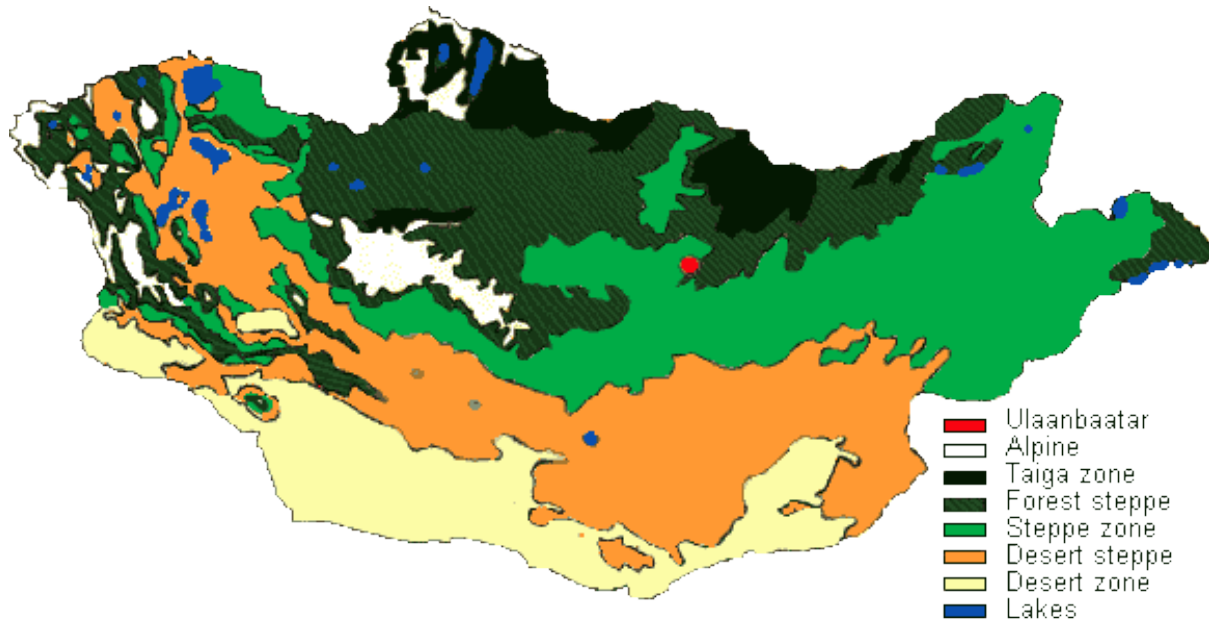 Ulaanbaatar
Alpine
Taiga zone
Forest steppe
Steppe zone
Desert steppe
Desert zone
Lakes